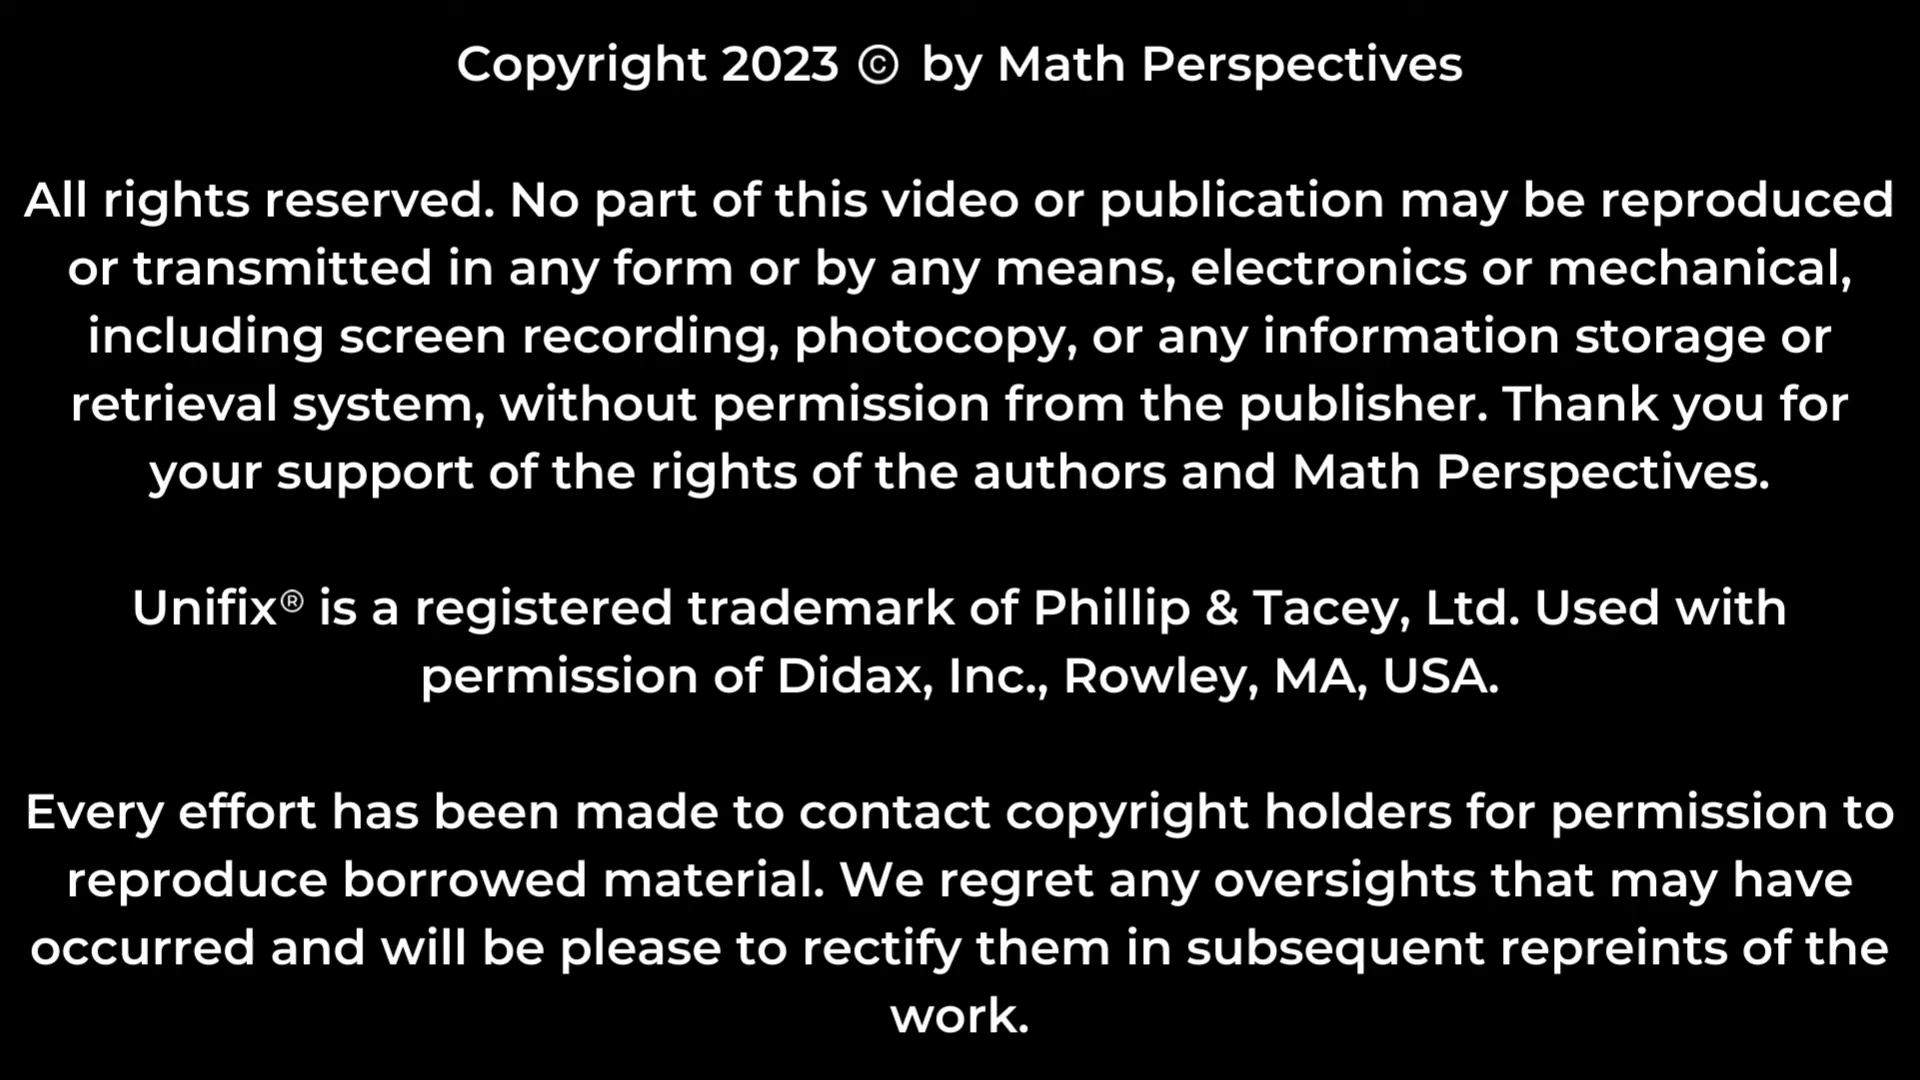 Copyright 2023 © by Math Perspectives
All rights reserved. No part of this video or publication may be reproduced
or transmitted in any form or by any means, electronics or mechanical,
including screen recording, photocopy, or any information storage or
retrieval system, without permission from the publisher. Thank you for
your support of the rights of the authors and Math Perspectives.
Unifix® is a registered trademark of Phillip & Tacey, Ltd. Used with
permission of Didax, Inc., Rowley, MA, USA.
Every effort has been made to contact copyright holders for permission to
reproduce borrowed material. We regret any oversights that may have
occurred and will be please to rectify them in subsequent repreints of the
work.